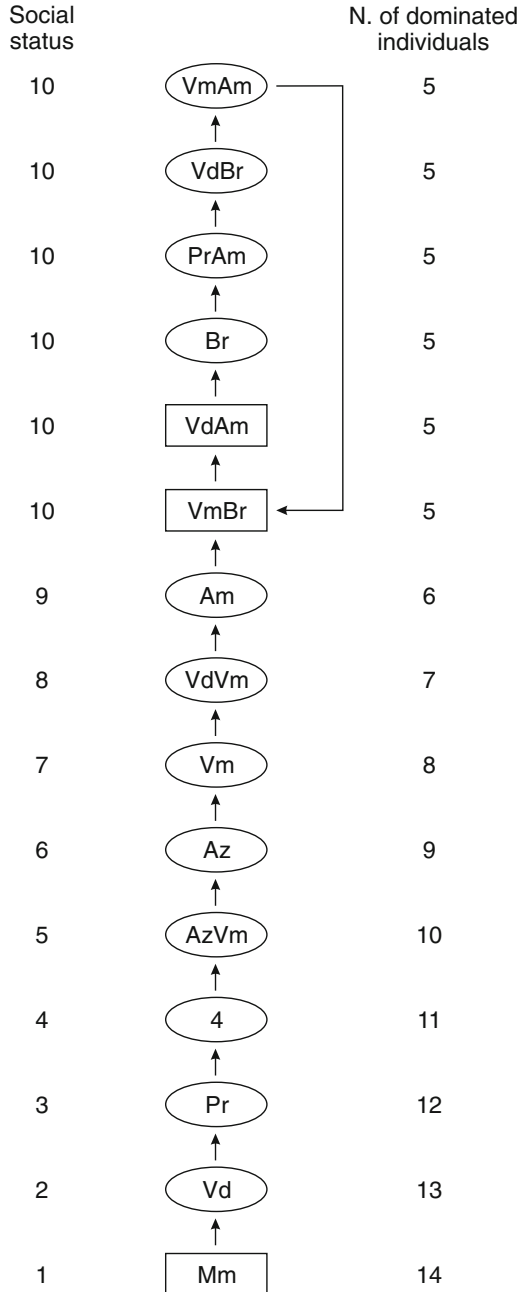 Social
status
N. of dominated
individuals
10 VmAm 5
10 VdBr 5
10 PrAm 5
10 Br 5
10 VdAm 5
10 VmBr 5
9 Am 6
8 VdVm 7
7 Vm 8
6 Az 9
5 AzVm 10
4 4 11
3 Pr 12
2 Vd 13
1 Mm 14